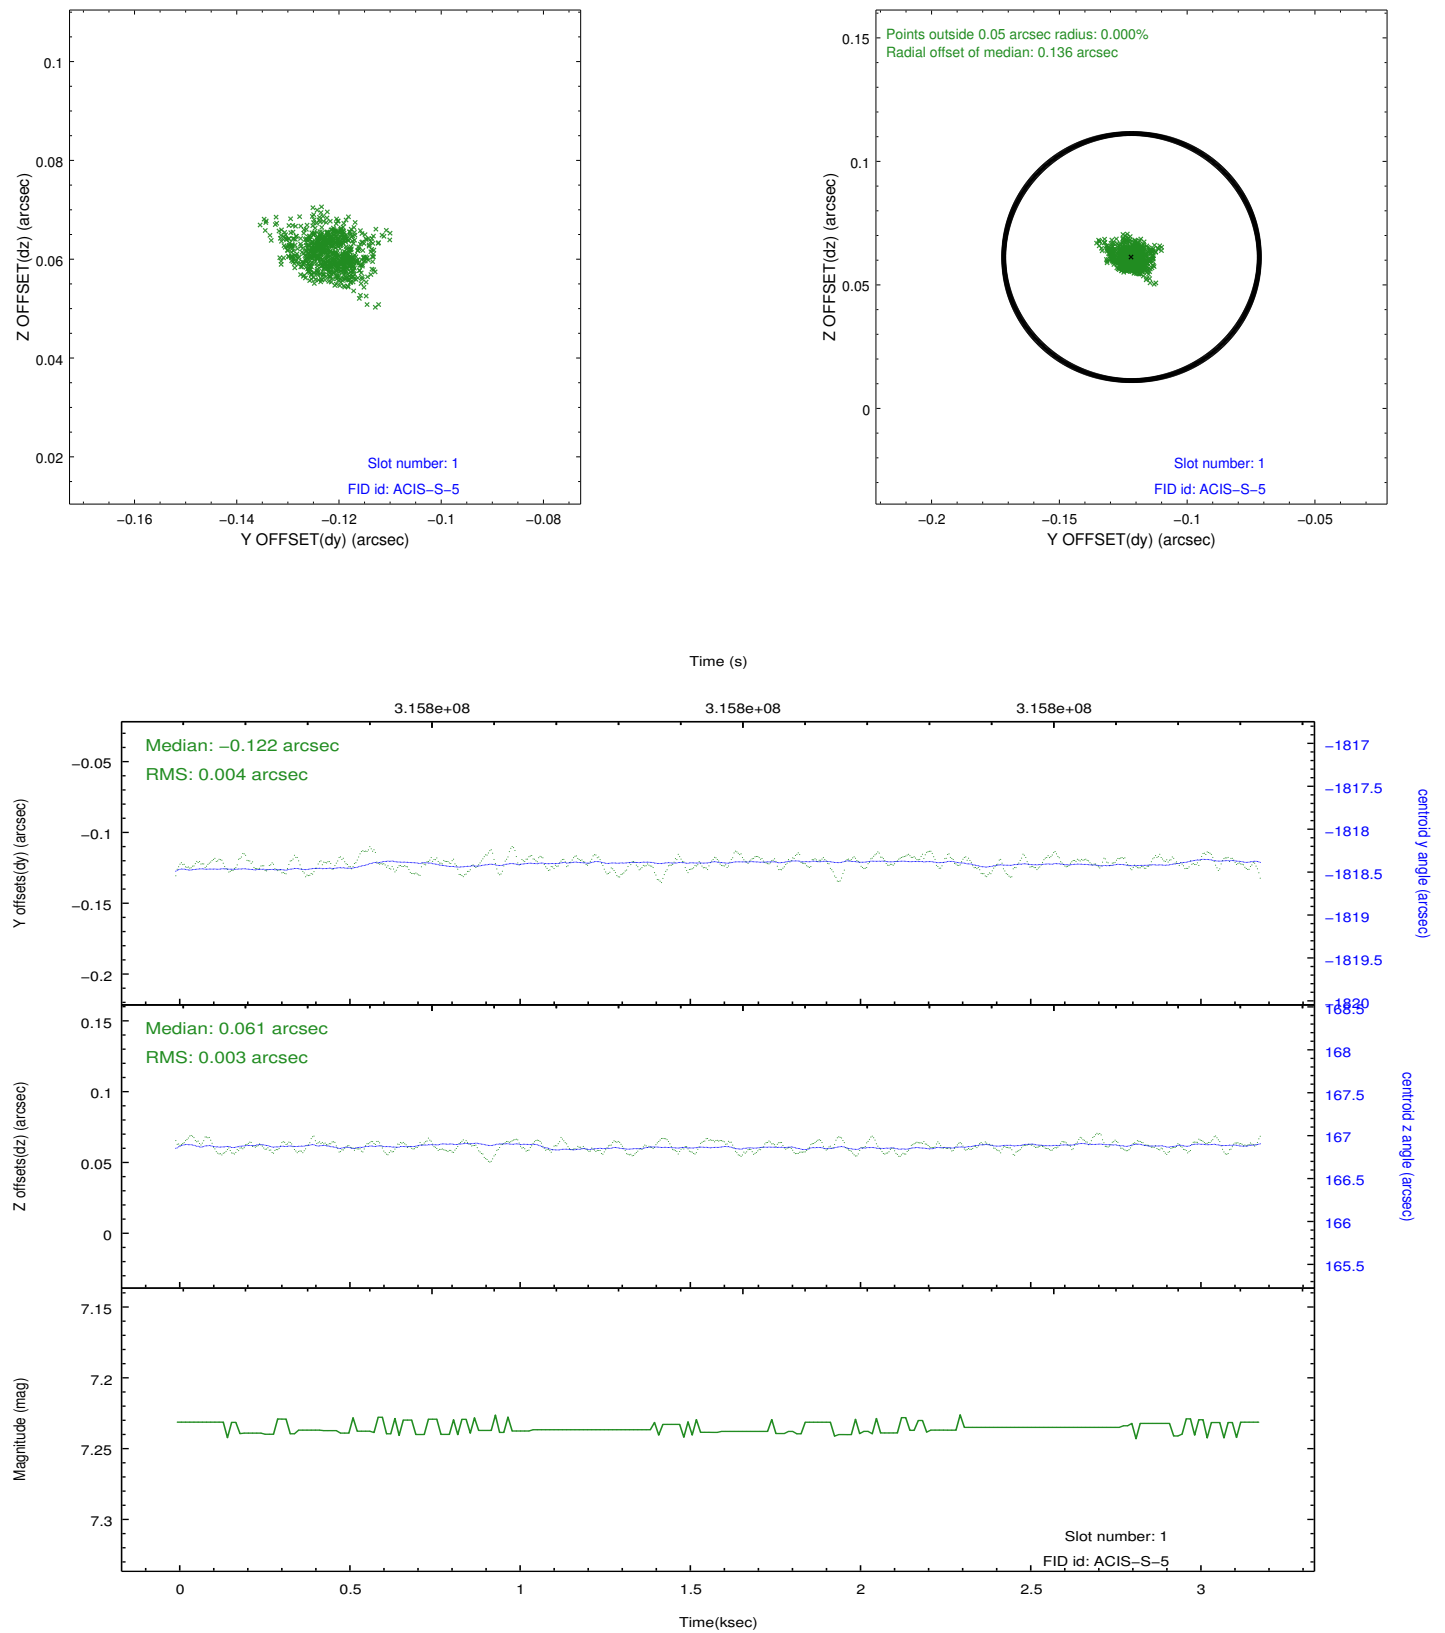 0.1
0.08
0.06
0.04
0.02
Z OFFSET(dz) (arcsec)
Slot number: 1
FID id: ACIS−S−5
−0.16
−0.14
−0.12
−0.1
−0.08
Y OFFSET(dy) (arcsec)
Points outside 0.05 arcsec radius: 0.000%
Radial offset of median: 0.136 arcsec
0.15
0.1
0.05
0
Z OFFSET(dz) (arcsec)
Slot number: 1
FID id: ACIS−S−5
−0.2
−0.15
−0.1
−0.05
Y OFFSET(dy) (arcsec)
Time (s)
3.158e+08
3.158e+08
3.158e+08
Median: −0.122 arcsec
RMS: 0.004 arcsec
−0.05
−0.1
−0.15
−0.2
Y offsets(dy) (arcsec)
−1817
−1817.5
−1818
−1818.5
−1819
−1819.5
−1820
centroid y angle (arcsec)
Median: 0.061 arcsec
RMS: 0.003 arcsec
0.15
0.1
0.05
0
Z offsets(dz) (arcsec)
168.5
168
167.5
167
166.5
166
165.5
centroid z angle (arcsec)
7.15
7.2
7.25
7.3
Magnitude (mag)
Slot number: 1
FID id: ACIS−S−5
0
0.5
1
1.5
2
2.5
3
Time(ksec)